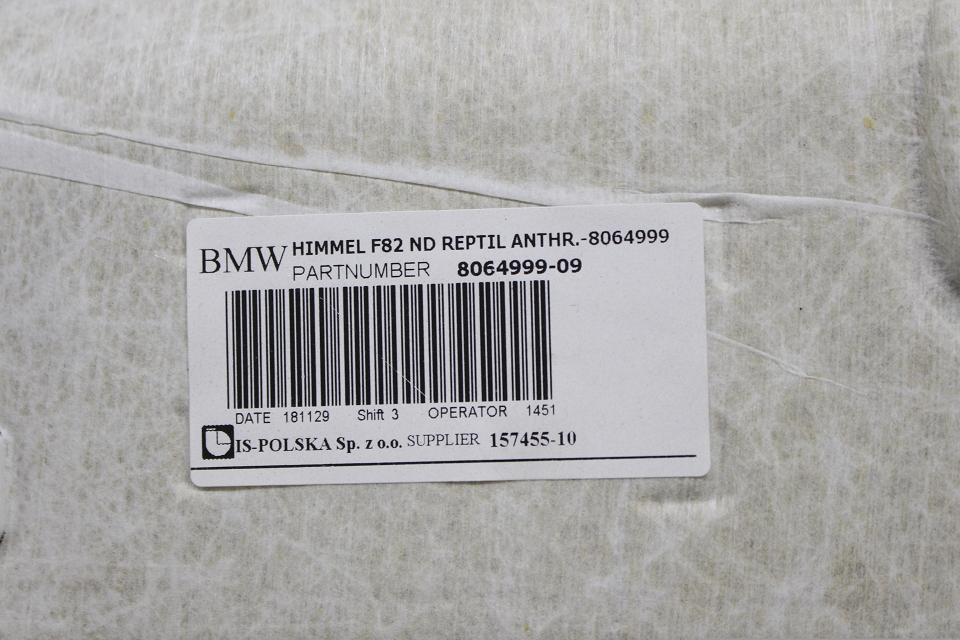 BMW HIMMEL F82 ND REPTIL ANTHR.-8064999
PARTNUMBER 8064999-09
DATE 181129 Shift 3 OPERATOR 1451
IS-POLSKA Sp. z o.o. SUPPLIER 157455-10